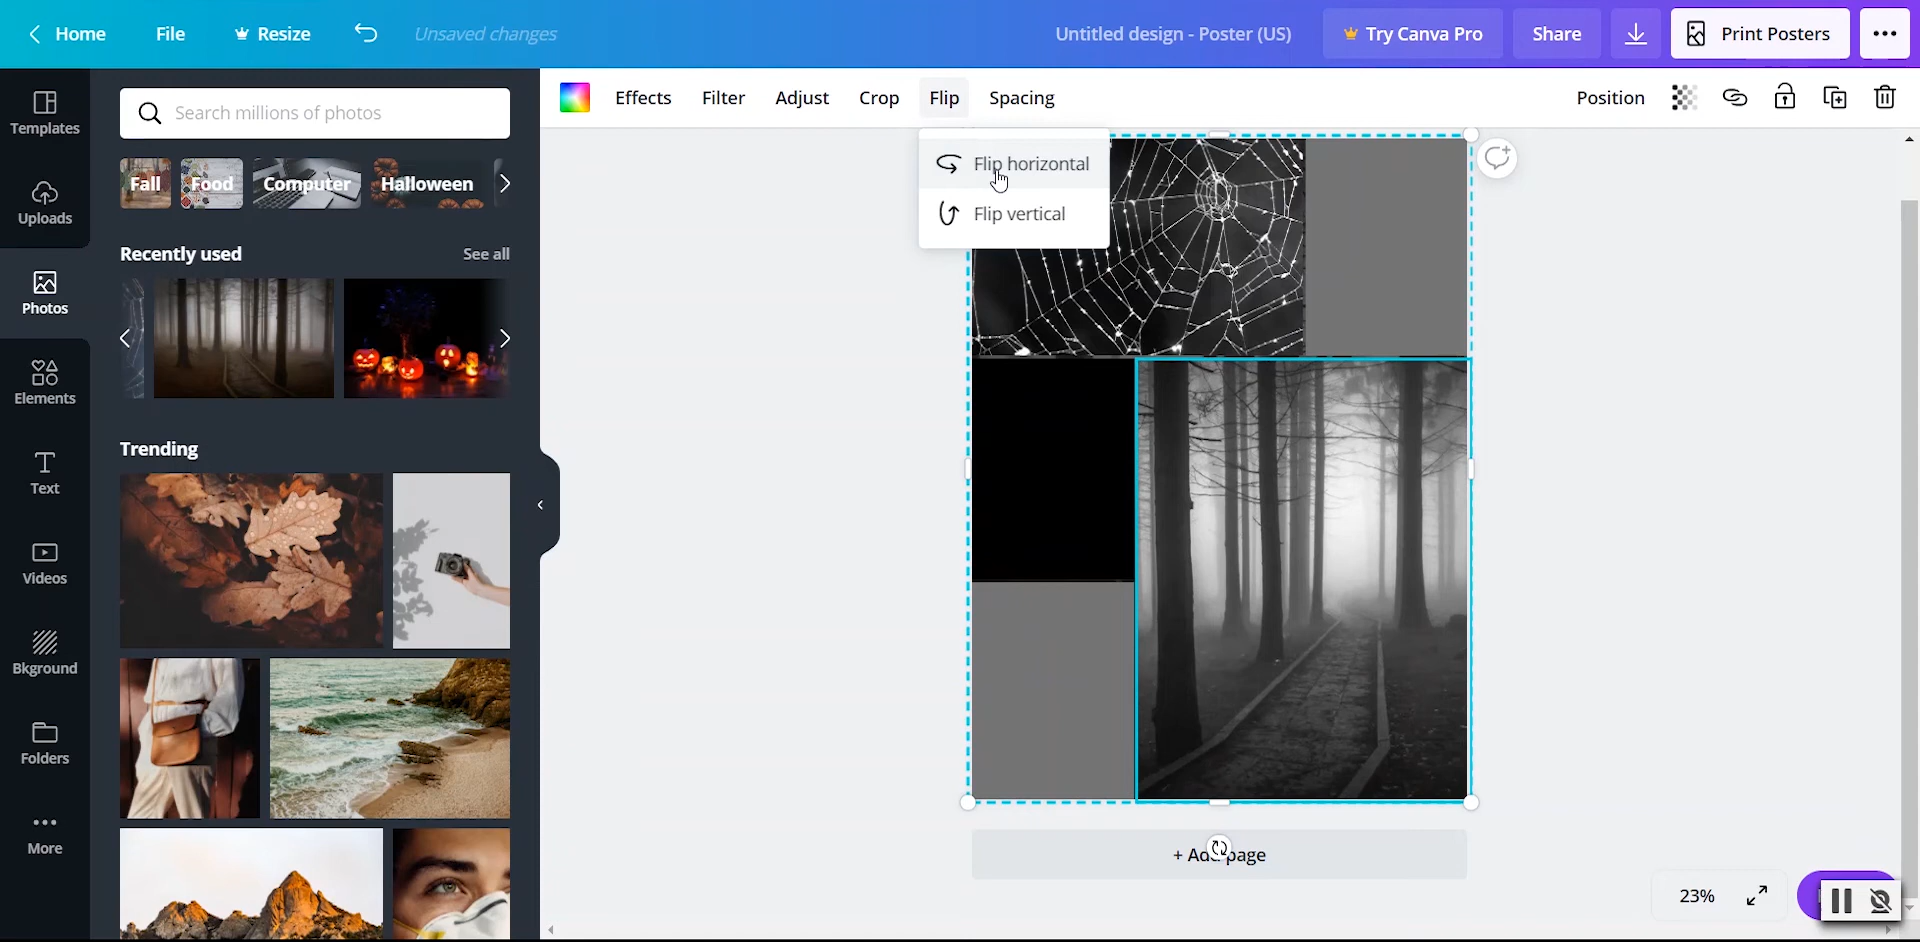 Home
File
Resize
Unsaved changes
Untitled design - Poster (US)
Try Canva Pro
Share
Print Posters
Templates
Uploads
Photos
Elements
Text
Videos
Bkground
Folders
More
Search millions of photos
Fall
Food
Computer
Halloween
Recently used
See all
Trending
Effects
Filter
Adjust
Crop
Flip
Spacing
Position
Flip horizontal
Flip vertical
+ Add page
23%